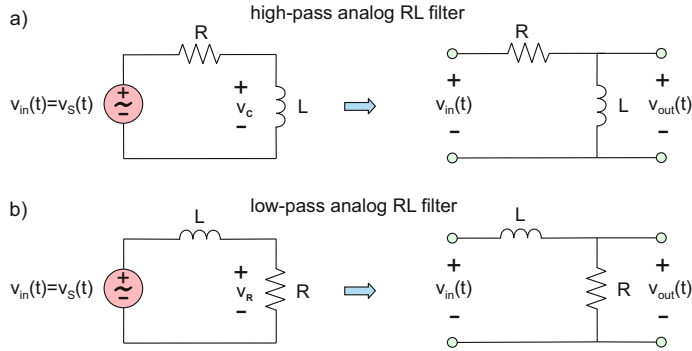 a)
high-pass analog RL filter
R
R
+
−
v_in(t)=v_S(t)
+
v_C
−
L
+
v_in(t)
−
L
+
v_out(t)
−
b)
low-pass analog RL filter
L
L
+
−
v_in(t)=v_S(t)
+
v_R
−
R
+
v_in(t)
−
R
+
v_out(t)
−